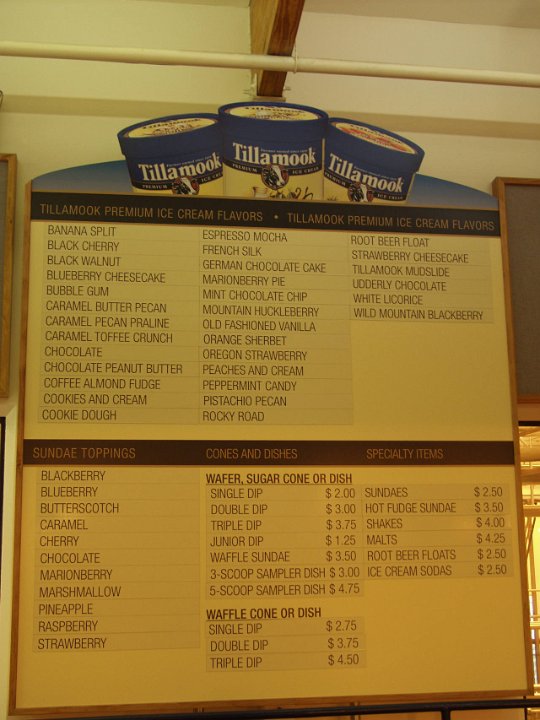 Tillamook
PREMIUM ICE CREAM
Tillamook
PREMIUM ICE CREAM
Tillamook
PREMIUM ICE CREAM
TILLAMOOK PREMIUM ICE CREAM FLAVORS • TILLAMOOK PREMIUM ICE CREAM FLAVORS
BANANA SPLIT
BLACK CHERRY
BLACK WALNUT
BLUEBERRY CHEESECAKE
BUBBLE GUM
CARAMEL BUTTER PECAN
CARAMEL PECAN PRALINE
CARAMEL TOFFEE CRUNCH
CHOCOLATE
CHOCOLATE PEANUT BUTTER
COFFEE ALMOND FUDGE
COOKIES AND CREAM
COOKIE DOUGH
ESPRESSO MOCHA
FRENCH SILK
GERMAN CHOCOLATE CAKE
MARIONBERRY PIE
MINT CHOCOLATE CHIP
MOUNTAIN HUCKLEBERRY
OLD FASHIONED VANILLA
ORANGE SHERBET
OREGON STRAWBERRY
PEACHES AND CREAM
PEPPERMINT CANDY
PISTACHIO PECAN
ROCKY ROAD
ROOT BEER FLOAT
STRAWBERRY CHEESECAKE
TILLAMOOK MUDSLIDE
UDDERLY CHOCOLATE
WHITE LICORICE
WILD MOUNTAIN BLACKBERRY
SUNDAE TOPPINGS
BLACKBERRY
BLUEBERRY
BUTTERSCOTCH
CARAMEL
CHERRY
CHOCOLATE
MARIONBERRY
MARSHMALLOW
PINEAPPLE
RASPBERRY
STRAWBERRY
CONES AND DISHES
WAFER, SUGAR CONE OR DISH
SINGLE DIP $ 2.00
DOUBLE DIP $ 3.00
TRIPLE DIP $ 3.75
JUNIOR DIP $ 1.25
WAFFLE SUNDAE $ 3.50
3-SCOOP SAMPLER DISH $ 3.00
5-SCOOP SAMPLER DISH $ 4.75
WAFFLE CONE OR DISH
SINGLE DIP $ 2.75
DOUBLE DIP $ 3.75
TRIPLE DIP $ 4.50
SPECIALTY ITEMS
SUNDAES $ 2.50
HOT FUDGE SUNDAE $ 3.50
SHAKES $ 4.00
MALTS $ 4.25
ROOT BEER FLOATS $ 2.50
ICE CREAM SODAS $ 2.50